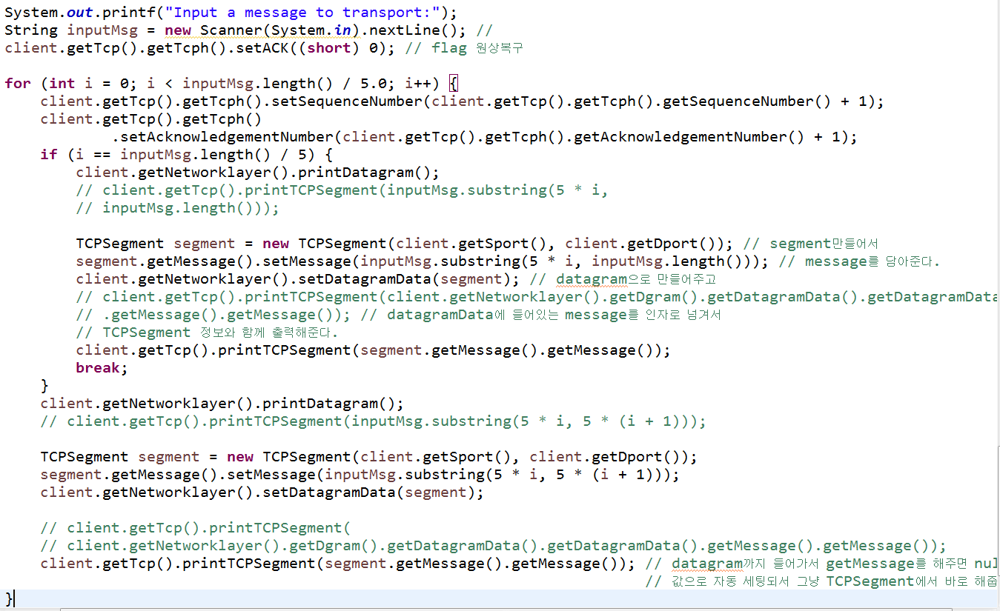 System.out.printf("Input a message to transport:");
String inputMsg = new Scanner(System.in).nextLine(); //
client.getTcp().getTcph().setACK((short) 0); // flag 원상복구
for (int i = 0; i < inputMsg.length() / 5.0; i++) {
client.getTcp().getTcph().setSequenceNumber(client.getTcp().getTcph().getSequenceNumber() + 1);
client.getTcp().getTcph()
.setAcknowledgementNumber(client.getTcp().getTcph().getAcknowledgementNumber() + 1);
if (i == inputMsg.length() / 5) {
client.getNetworklayer().printDatagram();
// client.getTcp().printTCPSegment(inputMsg.substring(5 * i,
// inputMsg.length()));
TCPSegment segment = new TCPSegment(client.getSport(), client.getDport()); // segment만들어서
segment.getMessage().setMessage(inputMsg.substring(5 * i, inputMsg.length())); // message를 담아준다.
client.getNetworklayer().setDatagramData(segment); // datagram으로 만들어주고
// client.getTcp().printTCPSegment(client.getNetworklayer().getDgram().getDatagramData().getDatagramData
// .getMessage().getMessage()); // datagramData에 들어있는 message를 인자로 넘겨서
// TCPSegment 정보와 함께 출력해준다.
client.getTcp().printTCPSegment(segment.getMessage().getMessage());
break;
}
client.getNetworklayer().printDatagram();
// client.getTcp().printTCPSegment(inputMsg.substring(5 * i, 5 * (i + 1)));
TCPSegment segment = new TCPSegment(client.getSport(), client.getDport());
segment.getMessage().setMessage(inputMsg.substring(5 * i, 5 * (i + 1)));
client.getNetworklayer().setDatagramData(segment);
// client.getTcp().printTCPSegment(
// client.getNetworklayer().getDgram().getDatagramData().getDatagramData().getMessage().getMessage());
client.getTcp().printTCPSegment(segment.getMessage().getMessage()); // datagram까지 들어가서 getMessage를 해주면 nul
// 값으로 자동 세팅되서 그냥 TCPSegment에서 바로 해줍
}